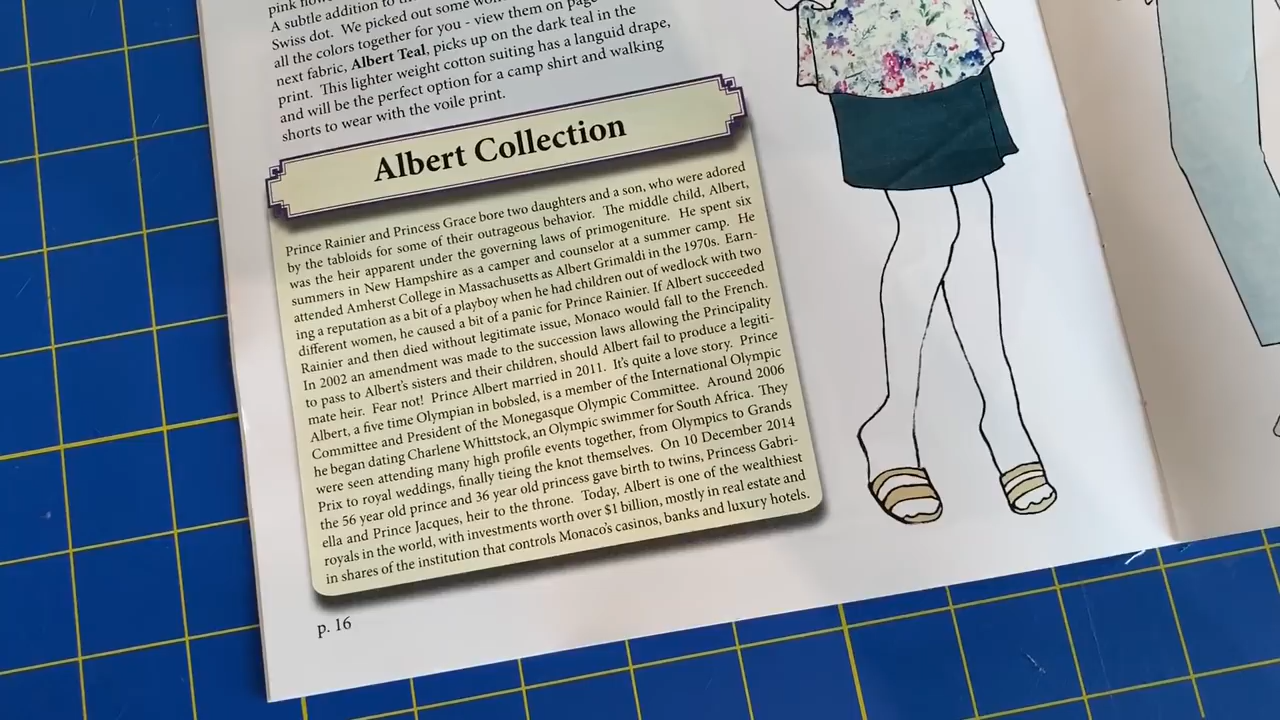 pink
A subtle addition to
Swiss dot. We picked out some
all the colors together for you - view them on
next fabric, Albert Teal, picks up on the dark teal in the
print. This lighter weight cotton suiting has a languid drape,
and will be the perfect option for a camp shirt and walking
shorts to wear with the voile print.
Albert Collection
Prince Rainier and Princess Grace bore two daughters and a son, who were adored
by the tabloids for some of their outrageous behavior. The middle child, Albert,
was the heir apparent under the governing laws of primogeniture. He spent six
summers in New Hampshire as a camper and counselor at a summer camp. He
attended Amherst College in Massachusetts as Albert Grimaldi in the 1970s. Earn-
ing a reputation as a bit of a playboy when he had children out of wedlock with two
different women, he caused a bit of a panic for Prince Rainier. If Albert succeeded
Rainier and then died without legitimate issue, Monaco would fall to the French.
In 2002 an amendment was made to the succession laws allowing the Principality
to pass to Albert's sisters and their children, should Albert fail to produce a legiti-
mate heir. Fear not! Prince Albert married in 2011. It's quite a love story. Prince
Albert, a five time Olympian in bobsled, is a member of the International Olympic
Committee and President of the Monegasque Olympic Committee. Around 2006
he began dating Charlene Whittstock, an Olympic swimmer for South Africa. They
were seen attending many high profile events together, from Olympics to Grands
Prix to royal weddings, finally tieing the knot themselves. On 10 December 2014
the 56 year old prince and 36 year old princess gave birth to twins, Princess Gabri-
ella and Prince Jacques, heir to the throne. Today, Albert is one of the wealthiest
royals in the world, with investments worth over $1 billion, mostly in real estate and
in shares of the institution that controls Monaco's casinos, banks and luxury hotels.
p. 16